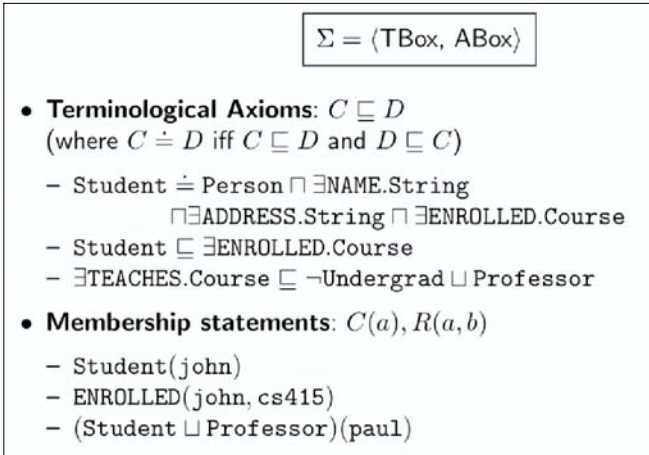 Σ = ⟨TBox, ABox⟩
• Terminological Axioms: C ⊑ D
(where C ≐ D iff C ⊑ D and D ⊑ C)
– Student ≐ Person ⊓ ∃NAME.String
⊓∃ADDRESS.String ⊓ ∃ENROLLED.Course
– Student ⊑ ∃ENROLLED.Course
– ∃TEACHES.Course ⊑ ¬Undergrad ⊔ Professor
• Membership statements: C(a), R(a, b)
– Student(john)
– ENROLLED(john, cs415)
– (Student ⊔ Professor)(paul)